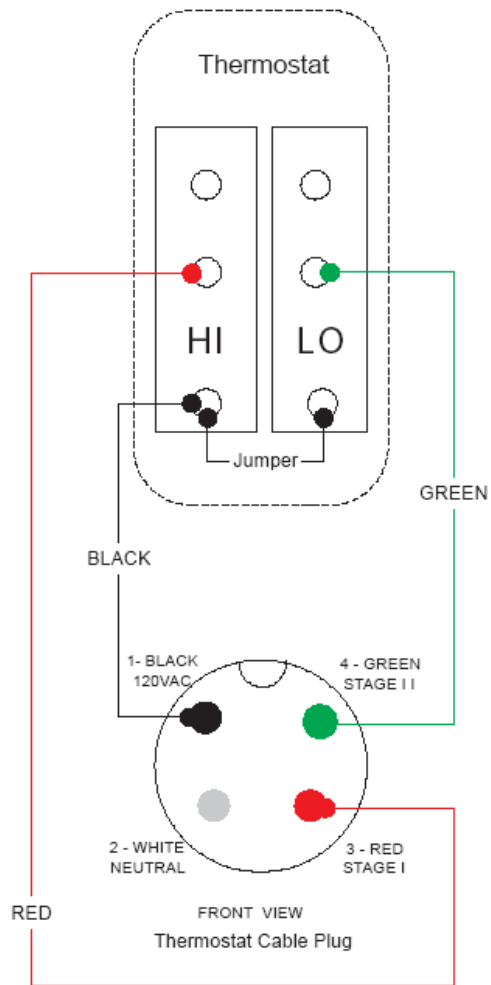 Thermostat
HI
LO
Jumper
GREEN
BLACK
1- BLACK
120VAC
4 - GREEN
STAGE I I
2 - WHITE
NEUTRAL
3 - RED
STAGE I
RED
FRONT VIEW
Thermostat Cable Plug